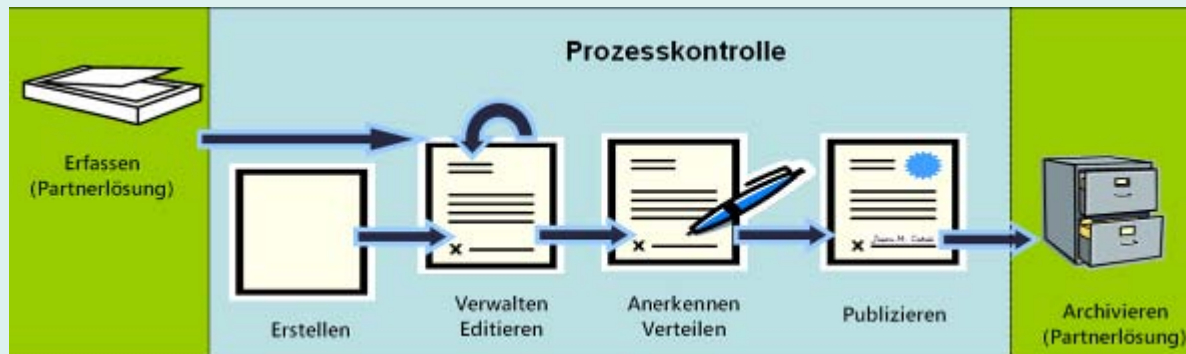 Prozesskontrolle
Erfassen
(Partnerlösung)
Erstellen
Verwalten
Editieren
Anerkennen
Verteilen
Publizieren
Archivieren
(Partnerlösung)